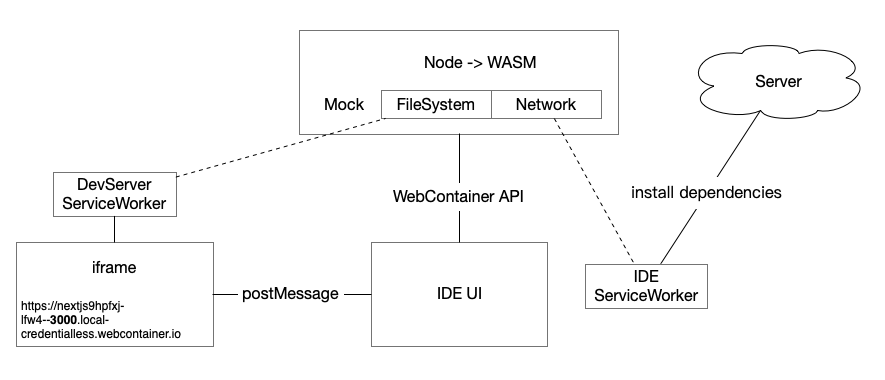 Node -> WASM
Server
Mock
FileSystem
Network
DevServer
ServiceWorker
WebContainer API
install dependencies
iframe
https://nextjs9hpfxj-
lfw4--3000.local-
credentialless.webcontainer.io
postMessage
IDE UI
IDE
ServiceWorker